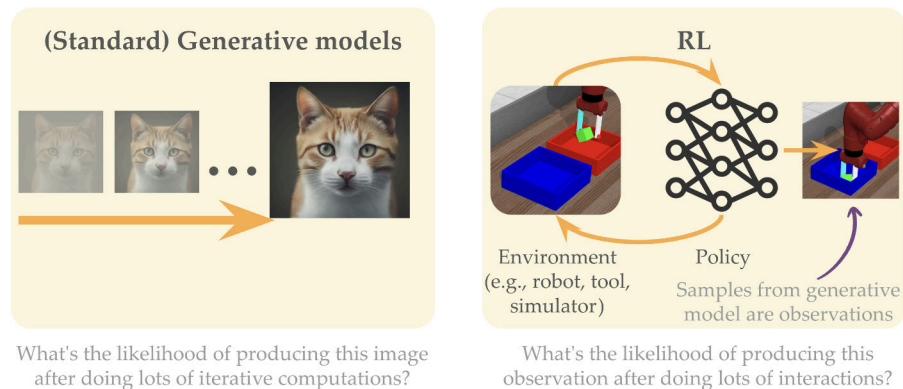 (Standard) Generative models
What's the likelihood of producing this image
after doing lots of iterative computations?
RL
Environment
(e.g., robot, tool,
simulator)
Policy
Samples from generative
model are observations
What's the likelihood of producing this
observation after doing lots of interactions?